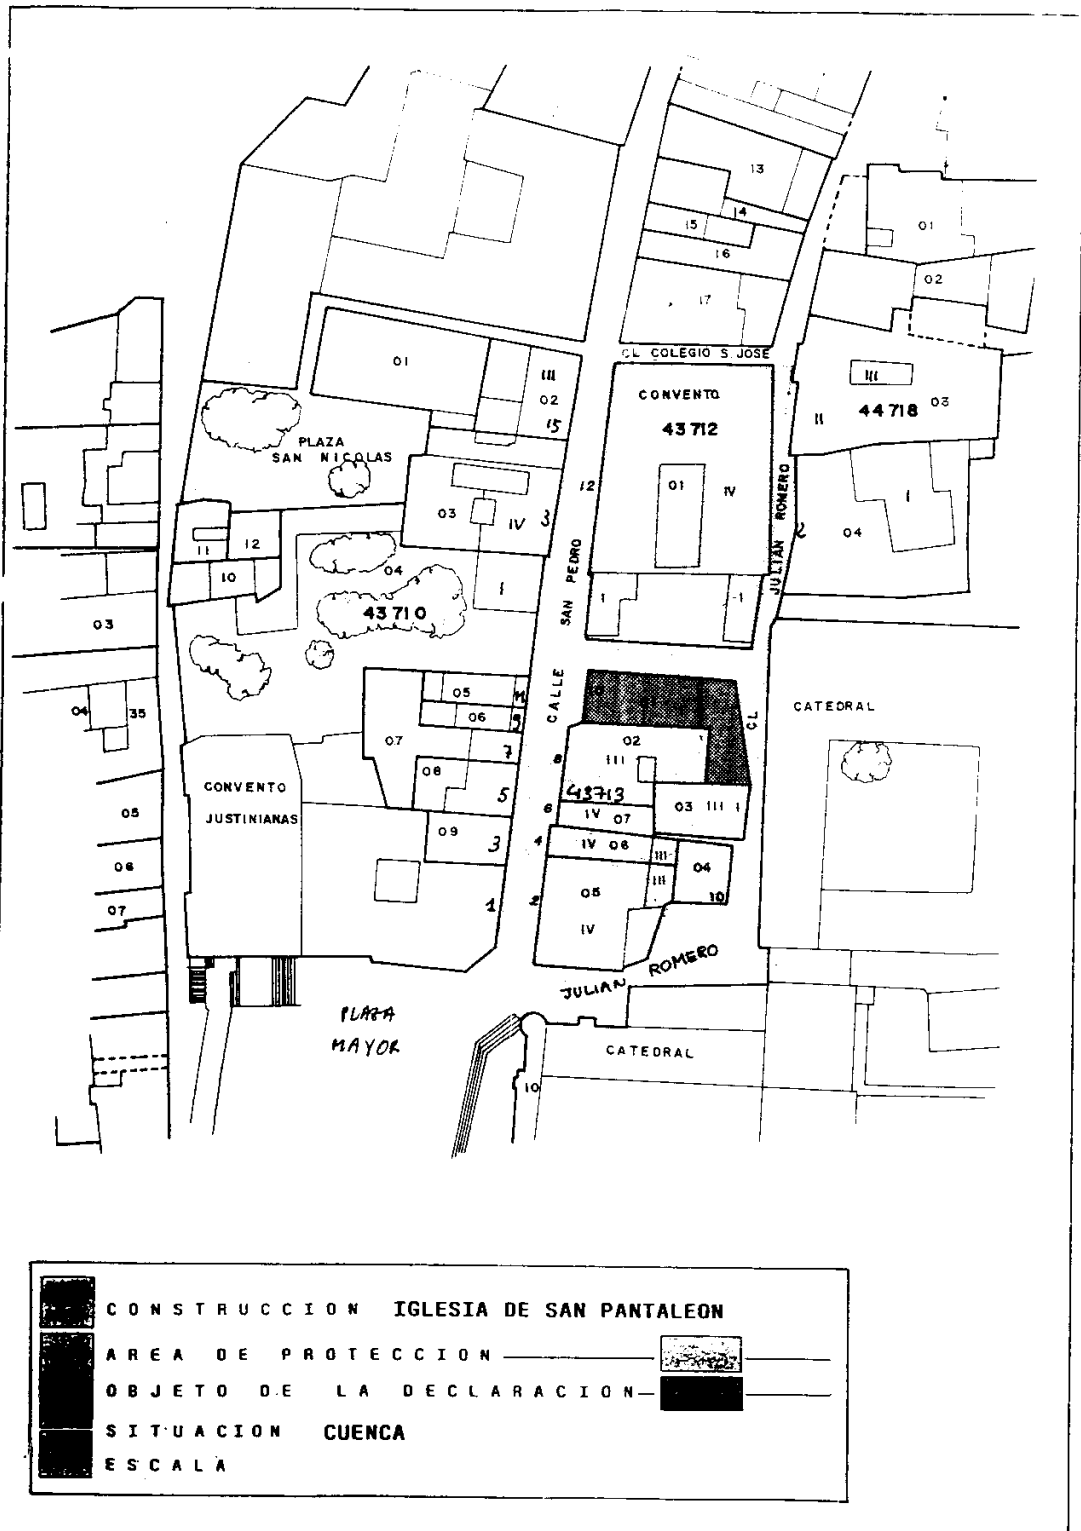 13
14
15
16
17
01
02
CL COLEGIO S. JOSE
CONVENTO
43712
01
IV
12
III
44718
03
II
04
I
2
JULIAN ROMERO
CL
01
III
02
15
PLAZA
SAN NICOLAS
03
IV
3
I
11
12
10
04
43710
CALLE SAN PEDRO
I
I
03
04
35
05
06
07
05
11
06
9
07
7
08
5
09
3
1
CONVENTO
JUSTINIANAS
02
III
8
43713
6
IV 07
03 III I
4
IV 06
III
04
III
10
05
2
IV
CATEDRAL
JULIAN ROMERO
PLAZA
MAYOR
CATEDRAL
10
CONSTRUCCION IGLESIA DE SAN PANTALEON
AREA DE PROTECCION
OBJETO DE LA DECLARACION
SITUACION CUENCA
ESCALA